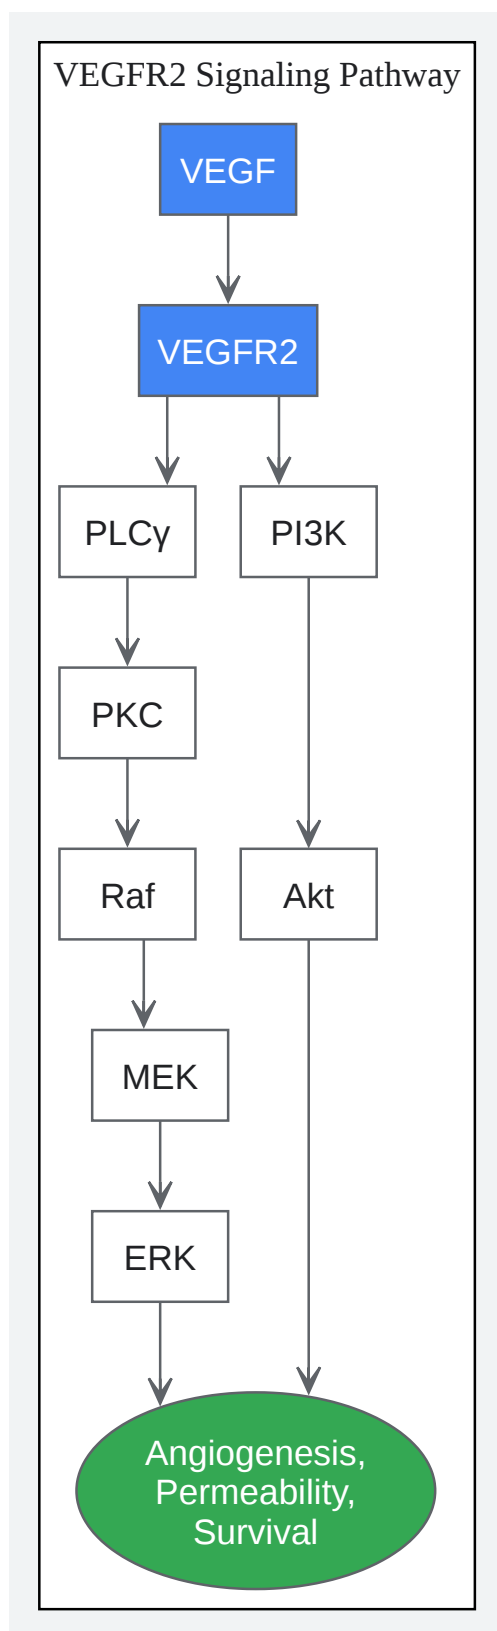 VEGFR2 Signaling Pathway
VEGF
VEGFR2
PLCγ
PI3K
PKC
Raf
Akt
MEK
ERK
Angiogenesis,
Permeability,
Survival